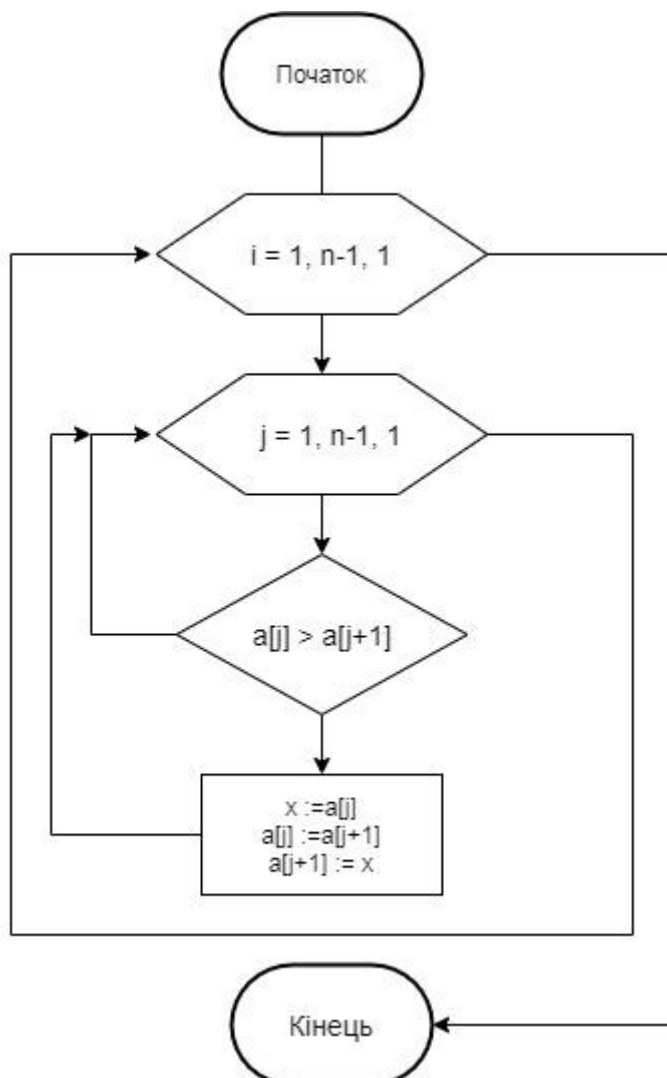 Початок
i = 1, n-1, 1
j = 1, n-1, 1
a[j] > a[j+1]
x :=a[j]
a[j] :=a[j+1]
a[j+1] := x
Кінець